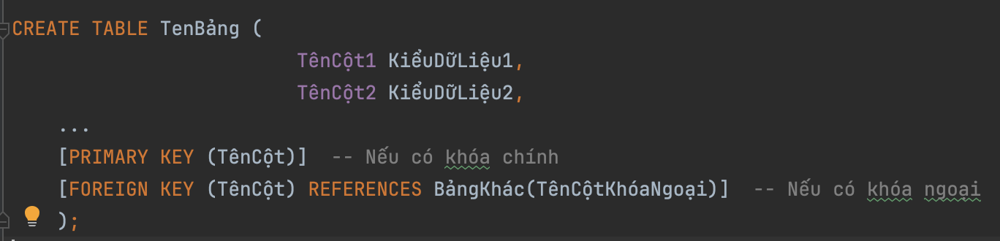 CREATE TABLE TenBảng (
TênCột1 KiểuDữLiệu1,
TênCột2 KiểuDữLiệu2,
...
[PRIMARY KEY (TênCột)]  -- Nếu có khóa chính
[FOREIGN KEY (TênCột) REFERENCES BảngKhác(TênCộtKhóaNgoại)]  -- Nếu có khóa ngoại
);